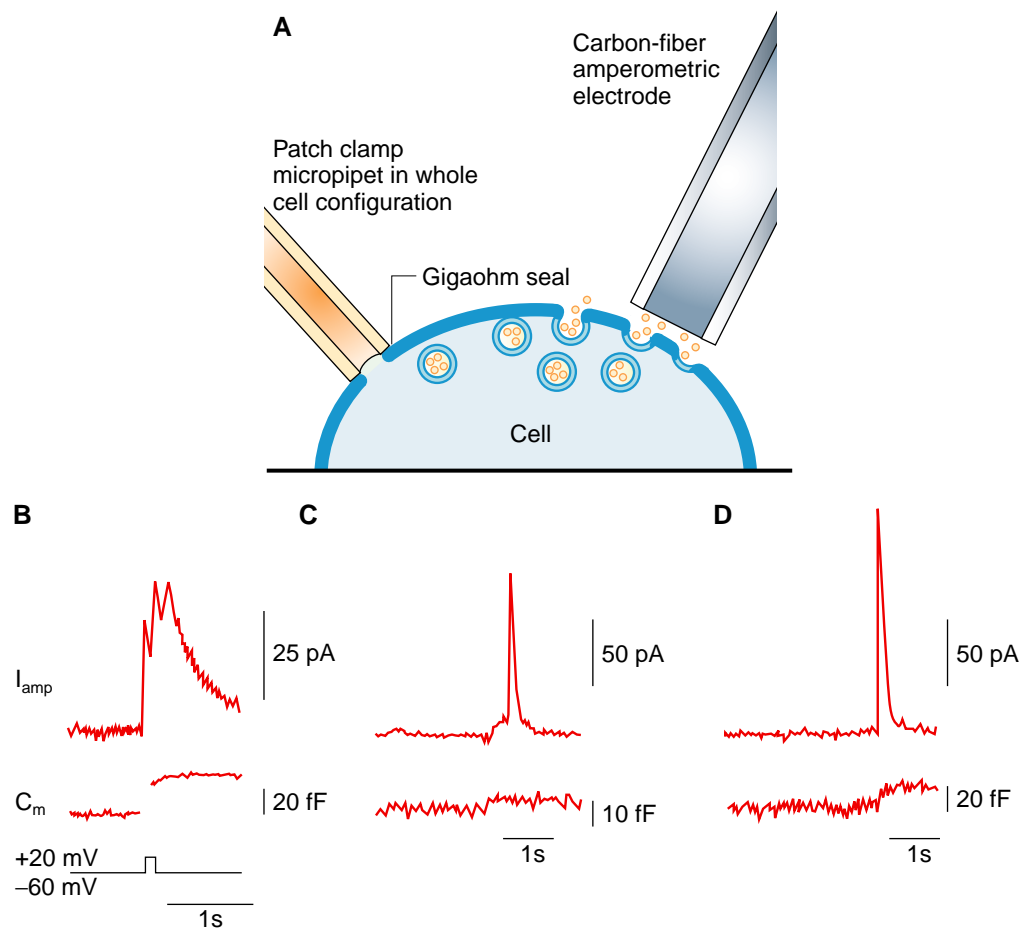 A
Carbon-fiber
amperometric
electrode
Patch clamp
micropipet in whole
cell configuration
Gigaohm seal
Cell
B
C
D
I amp
25 pA
50 pA
50 pA
C m
20 fF
10 fF
20 fF
+20 mV
–60 mV
1s
1s
1s